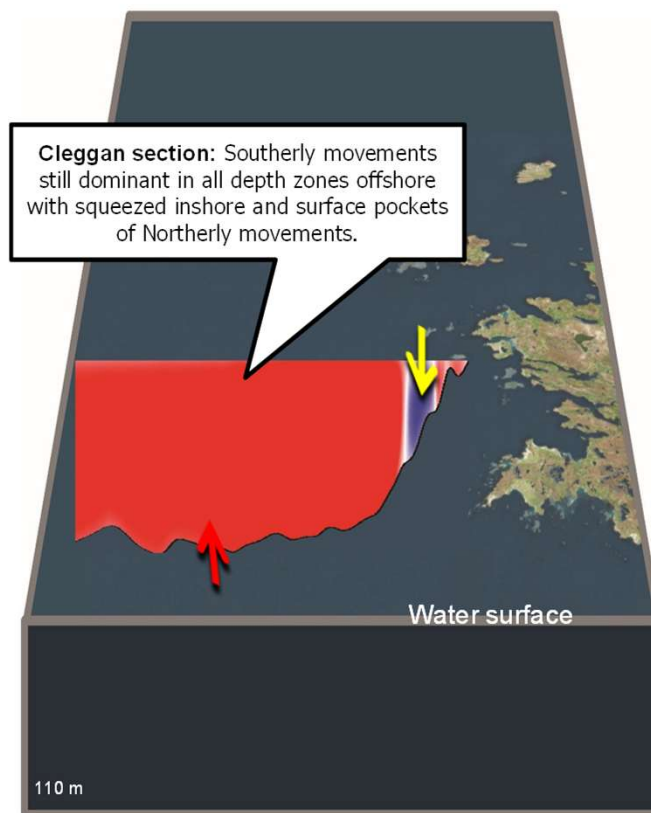 Cleggan section: Southerly movements
still dominant in all depth zones offshore
with squeezed inshore and surface pockets
of Northerly movements.
Water surface
110 m